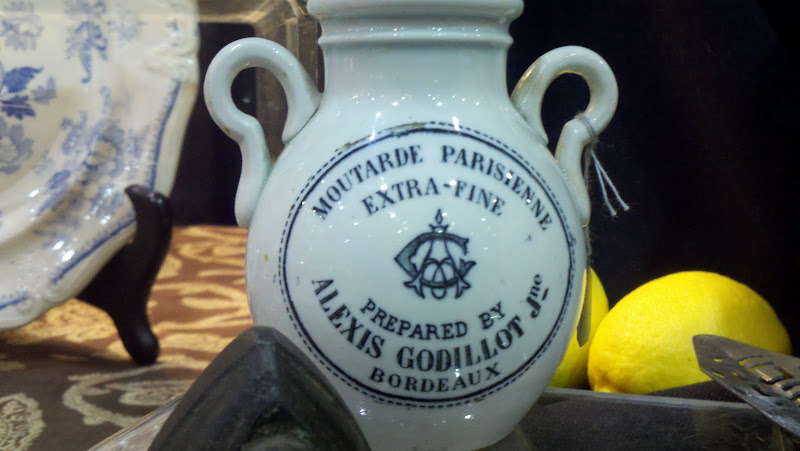 MOUTARDE PARISIENNE
EXTRA-FINE
PREPARED BY
ALEXIS GODILLOT Jne
BORDEAUX